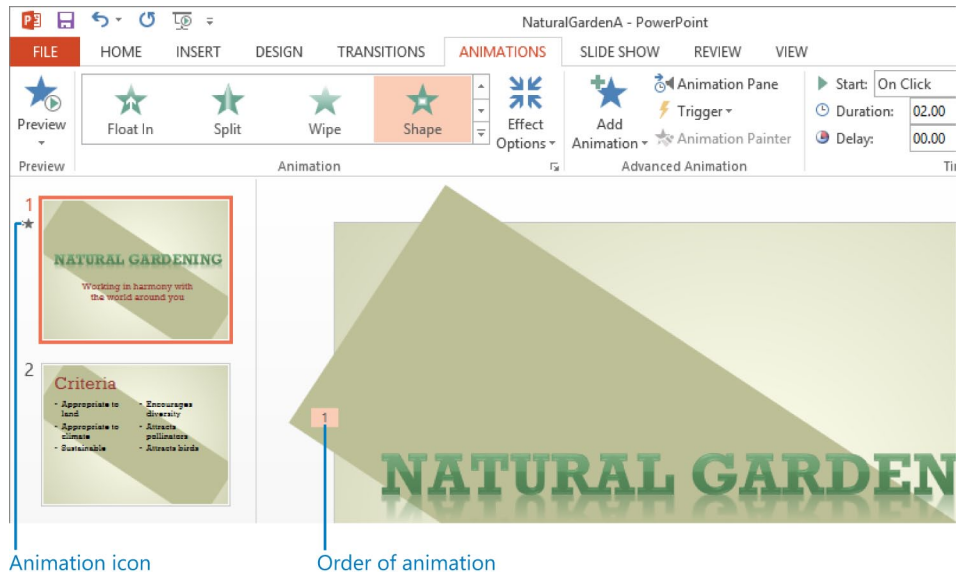 NaturalGardenA - PowerPoint
FILE HOME INSERT DESIGN TRANSITIONS ANIMATIONS SLIDE SHOW REVIEW VIEW
Preview
Float In Split Wipe Shape
Effect Options
Add Animation
Animation Pane
Trigger
Animation Painter
Start: On Click
Duration: 02.00
Delay: 00.00
Preview Animation Advanced Animation Ti
1
NATURAL GARDENING
Working in harmony with
the world around you
2
Criteria
- Appropriate to
land
- Appropriate to
climate
- Sustainable
- Encourages
diversity
- Attracts
pollinators
- Attracts birds
1
NATURAL GARDEN
Animation icon
Order of animation